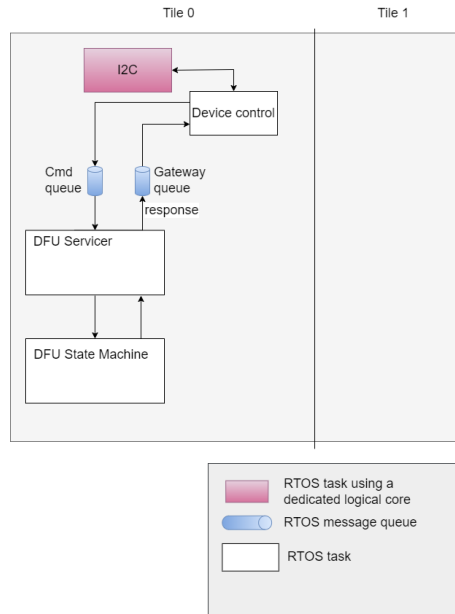 Tile 0
Tile 1
I2C
Device control
Cmd
queue
Gateway
queue
response
DFU Servicer
DFU State Machine
RTOS task using a
dedicated logical core
RTOS message queue
RTOS task